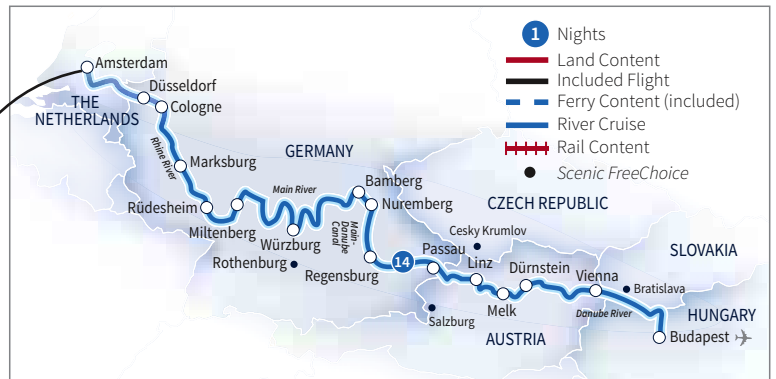 1 Nights
Land Content
Included Flight
Ferry Content (included)
River Cruise
Rail Content
Scenic FreeChoice
Amsterdam
Düsseldorf
Cologne
THE
NETHERLANDS
Rhine River
Marksburg
GERMANY
Rüdesheim
Miltenberg
Main River
Würzburg
Rothenburg
Bamberg
Nuremberg
Main-
Danube
Canal
Regensburg
14
CZECH REPUBLIC
Cesky Krumlov
Passau
Linz
Salzburg
Melk
Dürnstein
AUSTRIA
Vienna
SLOVAKIA
Bratislava
Danube River
HUNGARY
Budapest